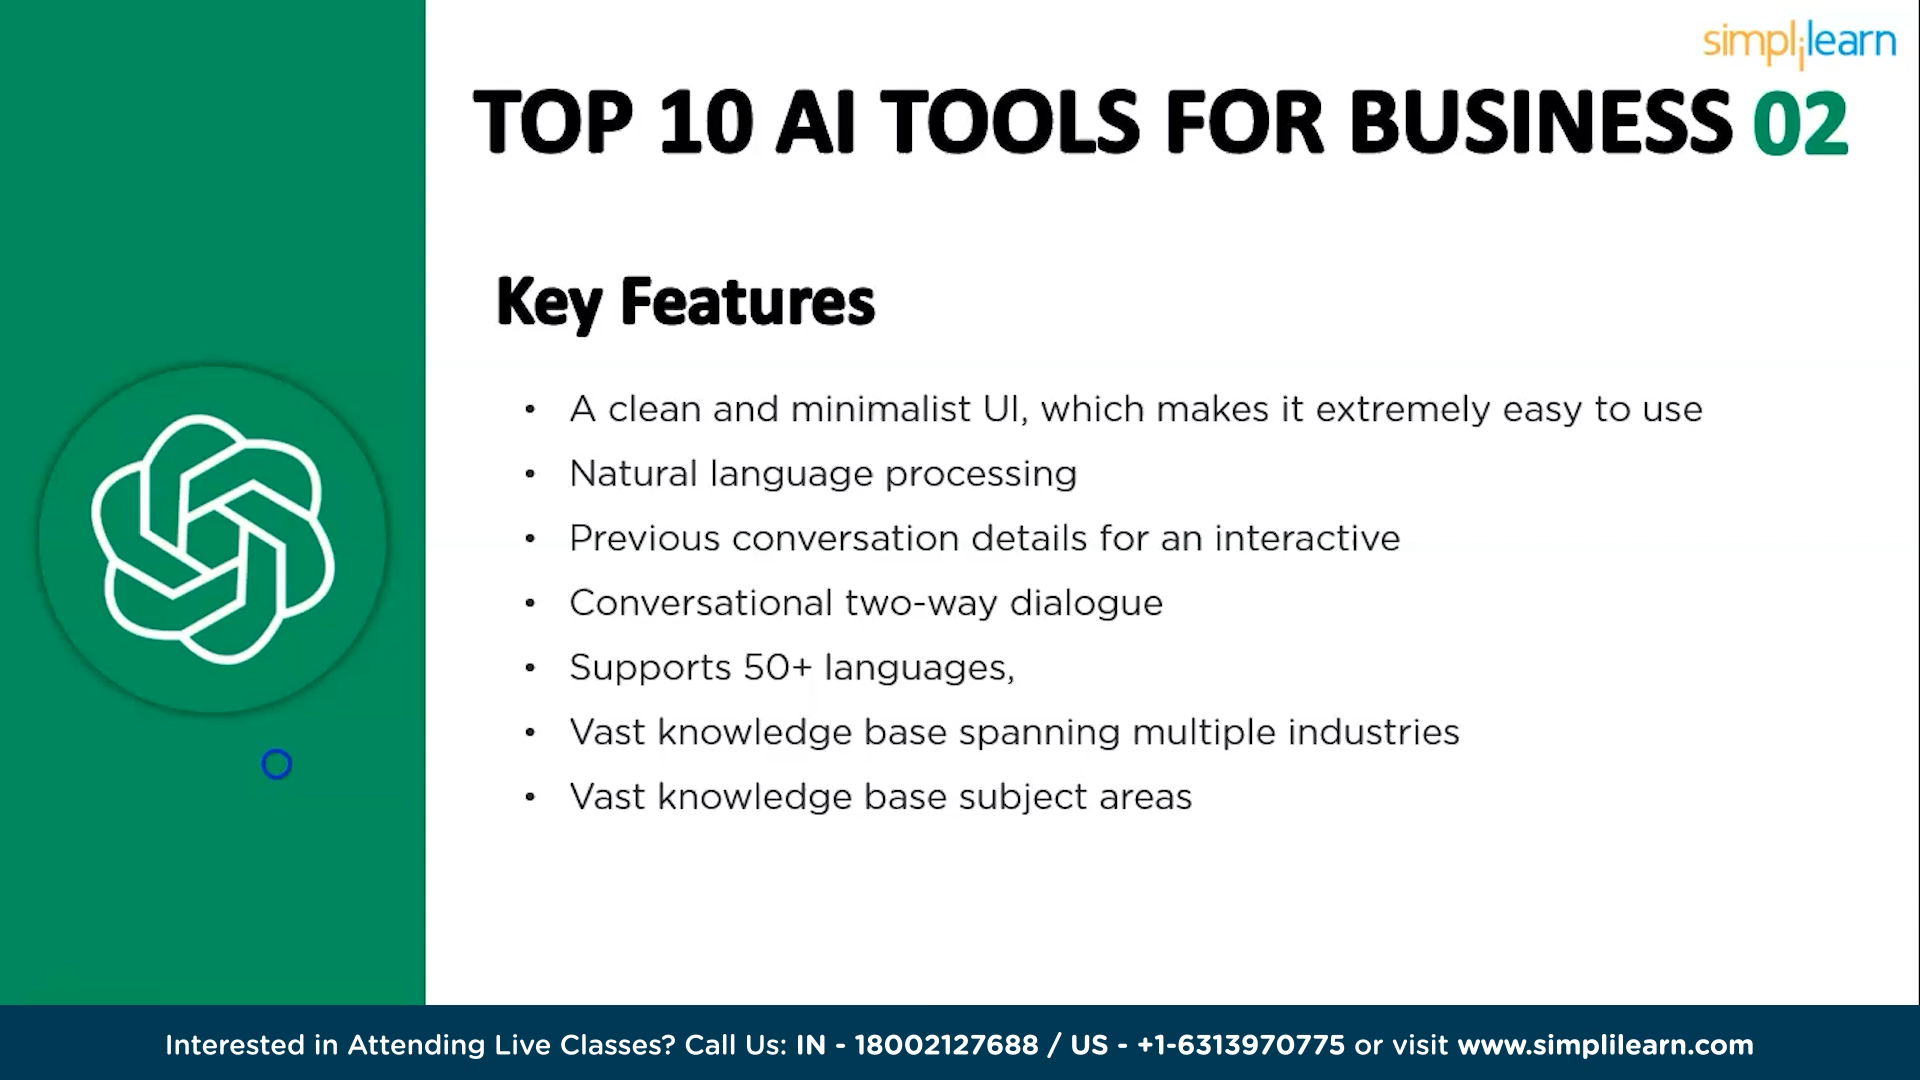 simplilearn
TOP 10 AI TOOLS FOR BUSINESS 02
Key Features
• A clean and minimalist UI, which makes it extremely easy to use
• Natural language processing
• Previous conversation details for an interactive
• Conversational two-way dialogue
• Supports 50+ languages,
• Vast knowledge base spanning multiple industries
• Vast knowledge base subject areas
Interested in Attending Live Classes? Call Us: IN - 18002127688 / US - +1-6313970775 or visit www.simplilearn.com